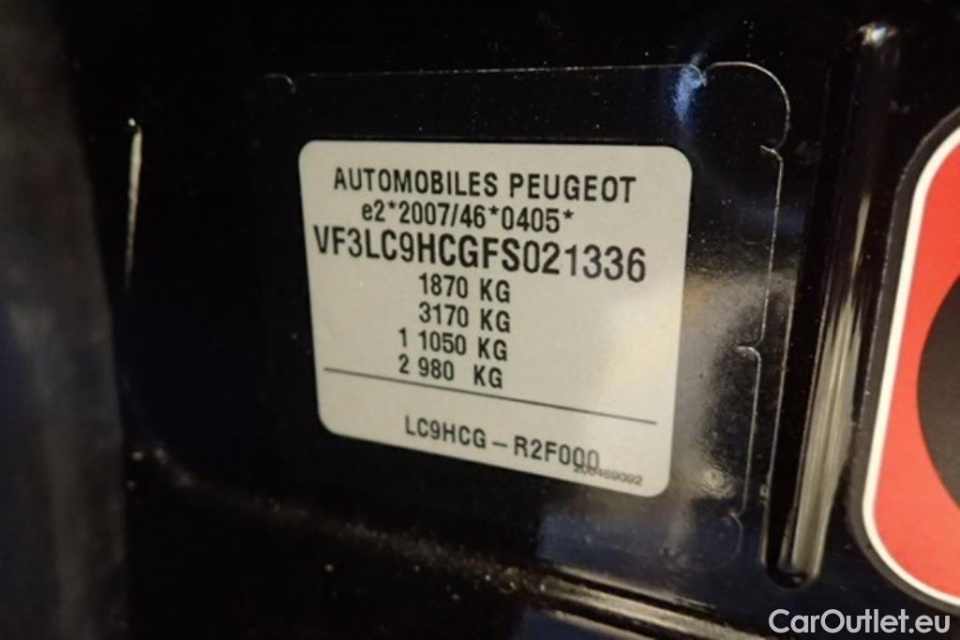 AUTOMOBILES PEUGEOT
e2*2007/46*0405*
VF3LC9HCGFS021336
1870 KG
3170 KG
1 1050 KG
2 980 KG
LC9HCG-R2F000
CarOutlet.eu